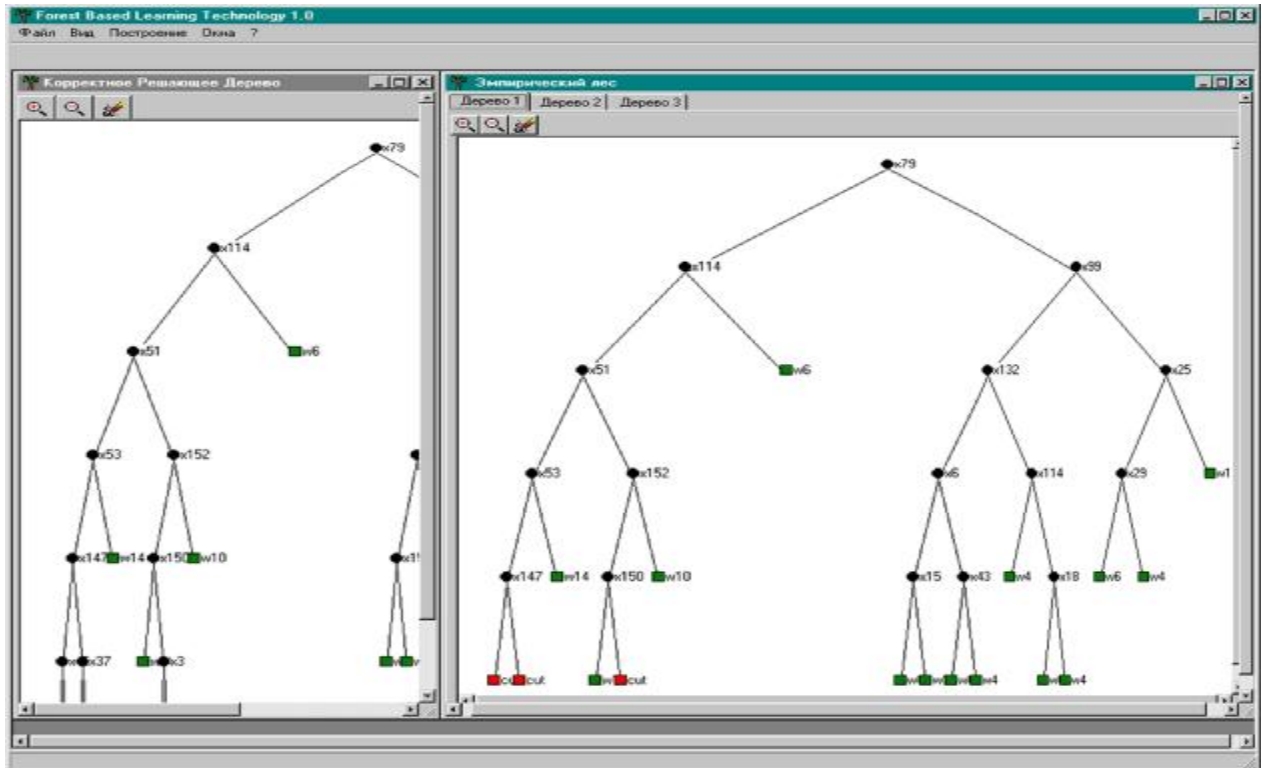 Forest Based Learning Technology 1.0
Файл Вид Построение Окна ?
Корректное Решающее Дерево
x79
x114
x51 w6
x53 x152
x147 w14 x150 w10
x37 x3
Эмпирический лес
Дерево 1 Дерево 2 Дерево 3
x79
x114 x99
x51 w6 x132 x25
x53 x152 x6 x114 x29 w1
x147 w14 x150 w10 x15 x43 w4 x18 w6 w4
cut cut w4 w4